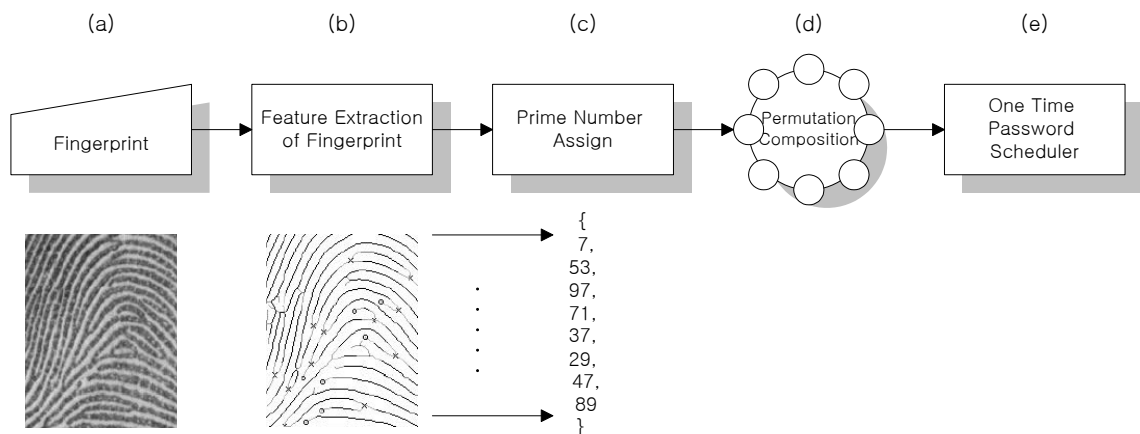 (a)
(b)
(c)
(d)
(e)
Fingerprint
Feature Extraction
of Fingerprint
Prime Number
Assign
Permutation
Composition
One Time
Password
Scheduler
{
7,
53,
97,
71,
37,
29,
47,
89
}